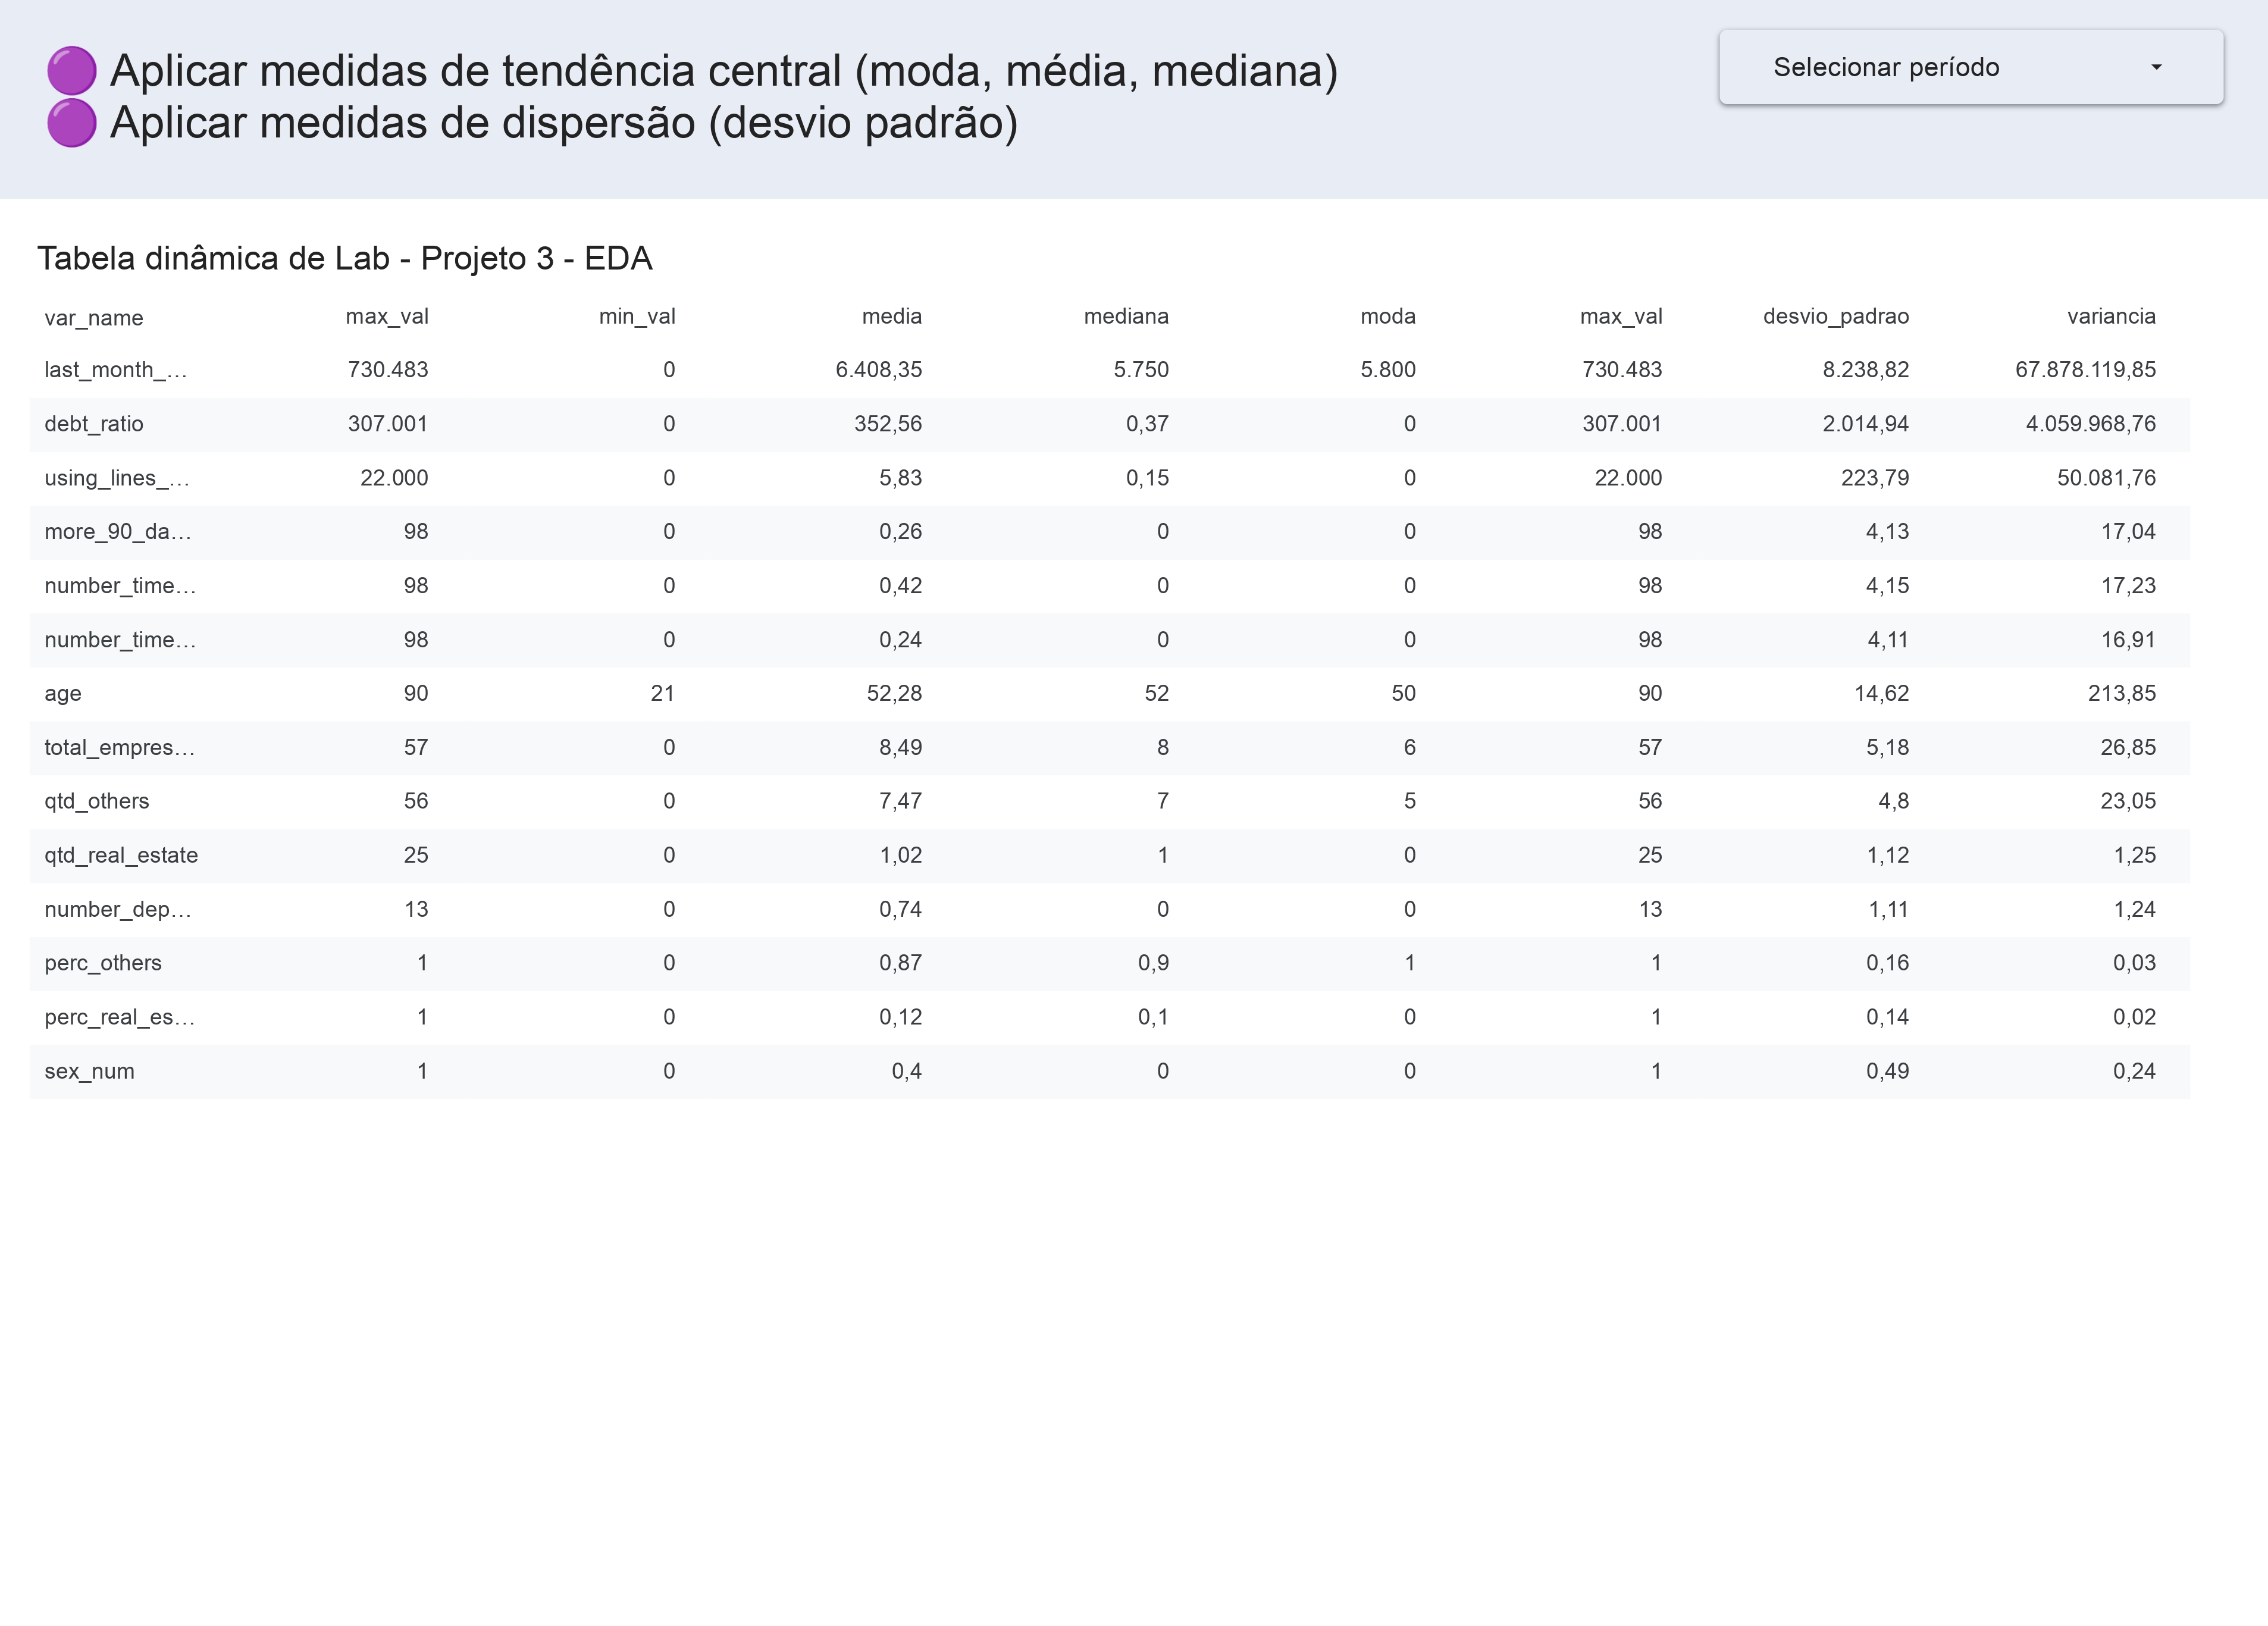 🟣 Aplicar medidas de tendência central (moda, média, mediana)
🟣 Aplicar medidas de dispersão (desvio padrão)
Selecionar período
Tabela dinâmica de Lab - Projeto 3 - EDA
var_name max_val min_val media mediana moda max_val desvio_padrao variancia
last_month_… 730.483 0 6.408,35 5.750 5.800 730.483 8.238,82 67.878.119,85
debt_ratio 307.001 0 352,56 0,37 0 307.001 2.014,94 4.059.968,76
using_lines_… 22.000 0 5,83 0,15 0 22.000 223,79 50.081,76
more_90_da… 98 0 0,26 0 0 98 4,13 17,04
number_time… 98 0 0,42 0 0 98 4,15 17,23
number_time… 98 0 0,24 0 0 98 4,11 16,91
age 90 21 52,28 52 50 90 14,62 213,85
total_empres… 57 0 8,49 8 6 57 5,18 26,85
qtd_others 56 0 7,47 7 5 56 4,8 23,05
qtd_real_estate 25 0 1,02 1 0 25 1,12 1,25
number_dep… 13 0 0,74 0 0 13 1,11 1,24
perc_others 1 0 0,87 0,9 1 1 0,16 0,03
perc_real_es… 1 0 0,12 0,1 0 1 0,14 0,02
sex_num 1 0 0,4 0 0 1 0,49 0,24